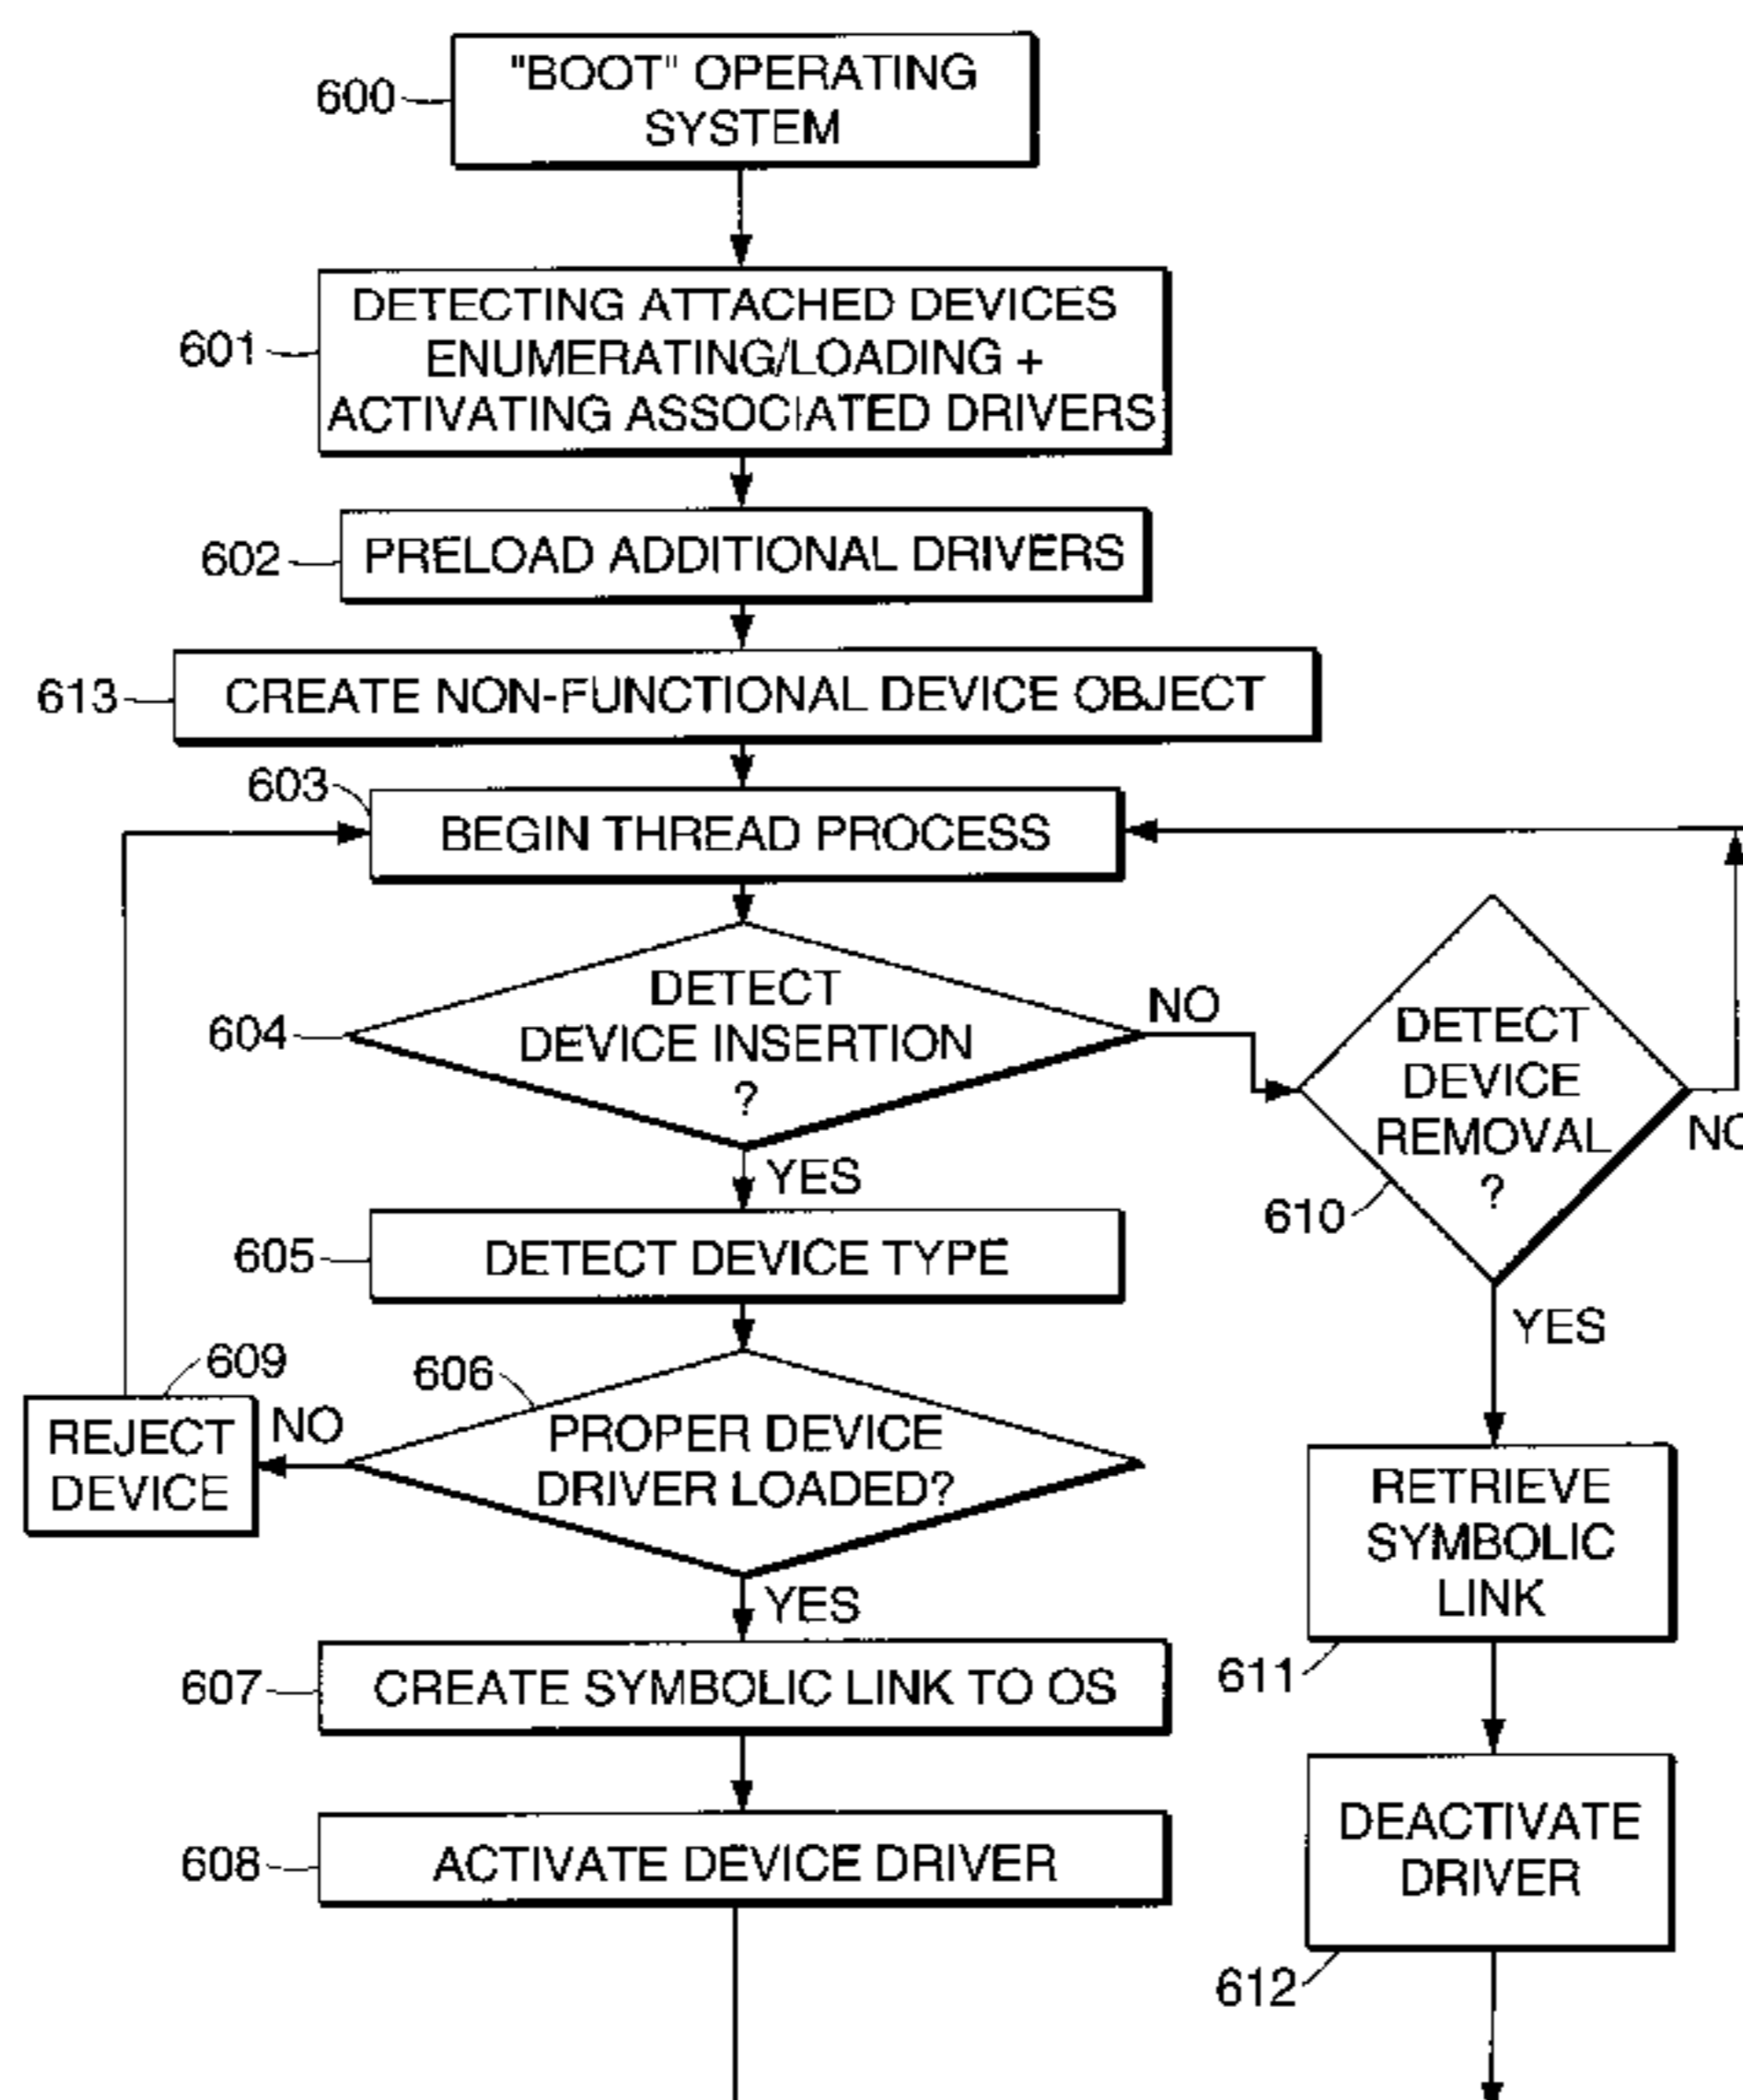 600
"BOOT" OPERATING
SYSTEM
601
DETECTING ATTACHED DEVICES
ENUMERATING/LOADING +
ACTIVATING ASSOCIATED DRIVERS
602
PRELOAD ADDITIONAL DRIVERS
613
CREATE NON-FUNCTIONAL DEVICE OBJECT
603
BEGIN THREAD PROCESS
604
DETECT
DEVICE INSERTION
?
NO
DETECT
DEVICE
REMOVAL
?
NO
610
YES
YES
605
DETECT DEVICE TYPE
606
PROPER DEVICE
DRIVER LOADED?
NO
609
REJECT
DEVICE
YES
607
CREATE SYMBOLIC LINK TO OS
608
ACTIVATE DEVICE DRIVER
RETRIEVE
SYMBOLIC
LINK
611
DEACTIVATE
DRIVER
612